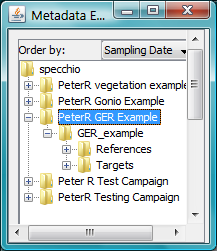 Metadata E...
Order by: Sampling Date
specchio
PeterR vegetation example
PeterR Gonio Example
PeterR GER Example
GER_example
References
Targets
Peter R Test Campaign
PeterR Testing Campaign